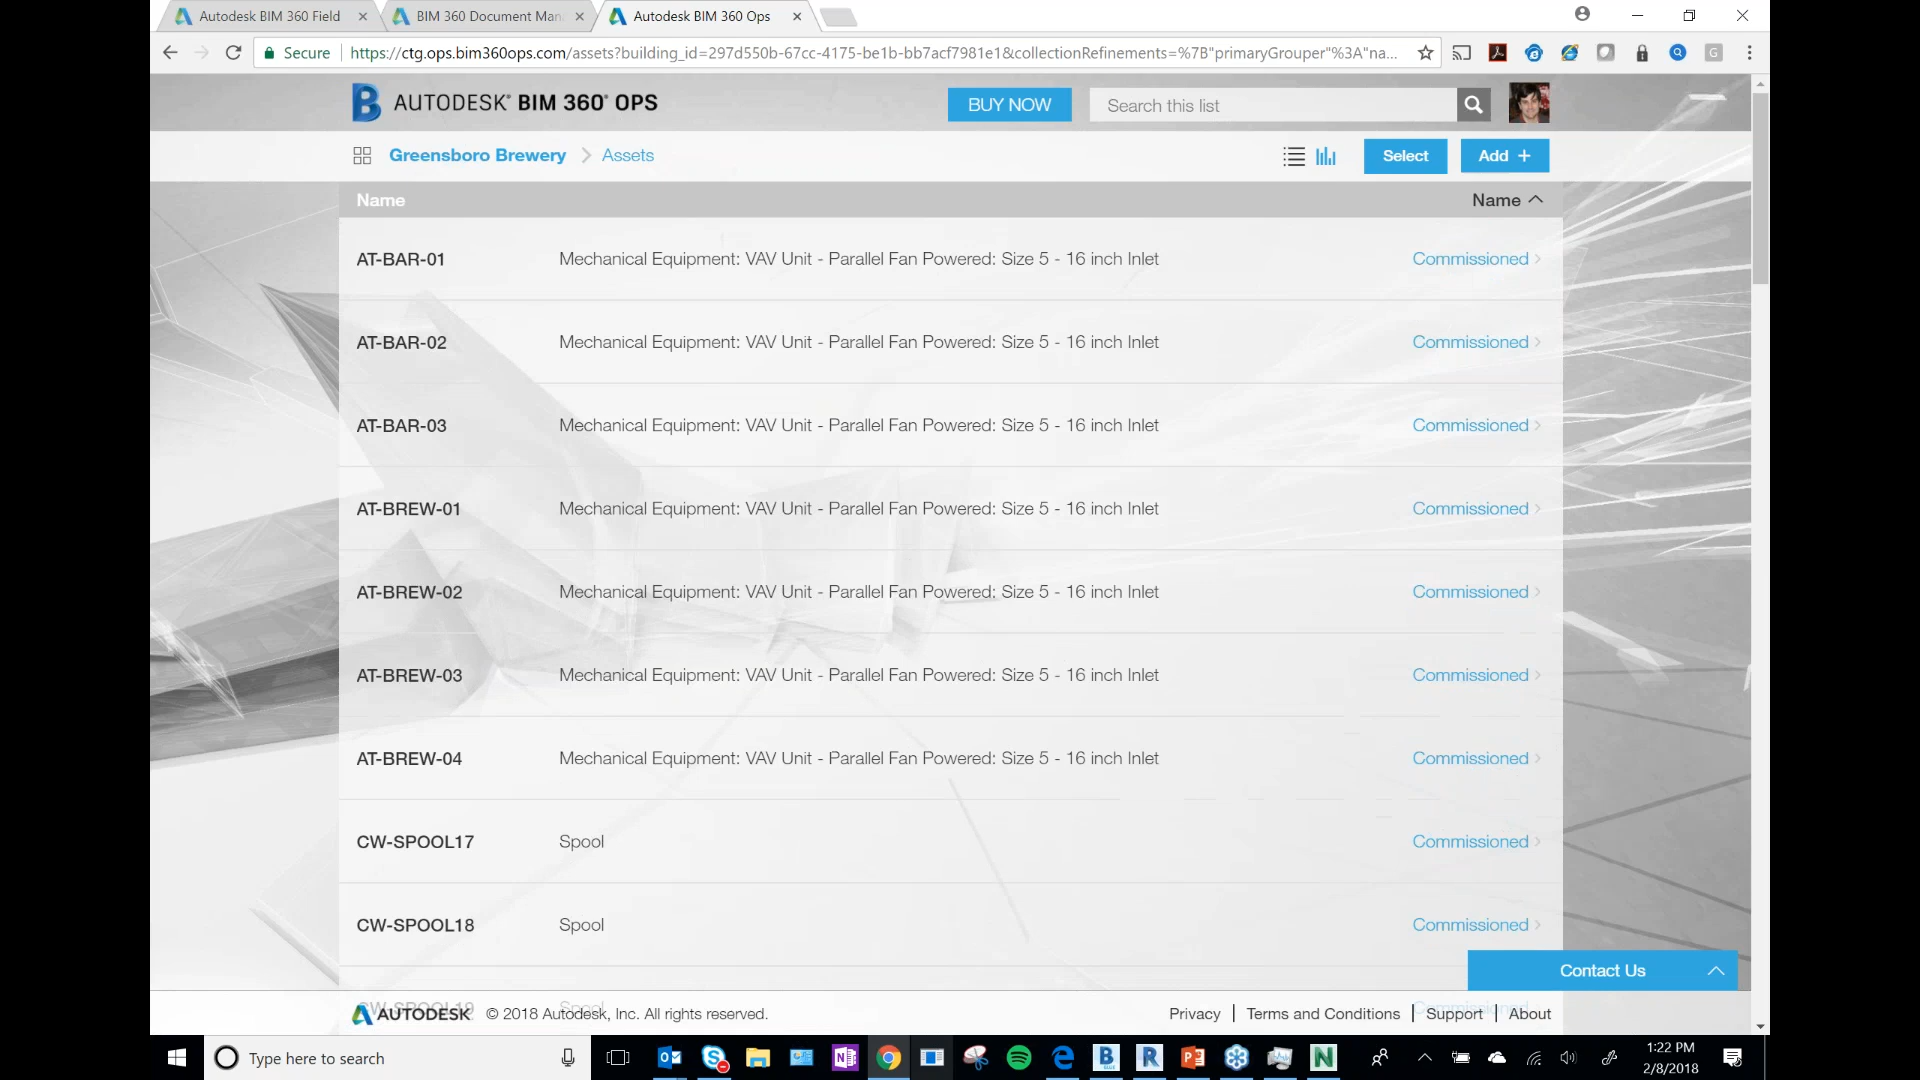 Autodesk BIM 360 Field
BIM 360 Document Man
Autodesk BIM 360 Ops
Secure
https://ctg.ops.bim360ops.com/assets?building_id=297d550b-67cc-4175-be1b-bb7acf7981e1&collectionRefinements=%7B"primaryGrouper"%3A"na...
AUTODESK® BIM 360® OPS
BUY NOW
Search this list
Greensboro Brewery
Assets
Select
Add +
Name
Name
AT-BAR-01 Mechanical Equipment: VAV Unit - Parallel Fan Powered: Size 5 - 16 inch Inlet Commissioned
AT-BAR-02 Mechanical Equipment: VAV Unit - Parallel Fan Powered: Size 5 - 16 inch Inlet Commissioned
AT-BAR-03 Mechanical Equipment: VAV Unit - Parallel Fan Powered: Size 5 - 16 inch Inlet Commissioned
AT-BREW-01 Mechanical Equipment: VAV Unit - Parallel Fan Powered: Size 5 - 16 inch Inlet Commissioned
AT-BREW-02 Mechanical Equipment: VAV Unit - Parallel Fan Powered: Size 5 - 16 inch Inlet Commissioned
AT-BREW-03 Mechanical Equipment: VAV Unit - Parallel Fan Powered: Size 5 - 16 inch Inlet Commissioned
AT-BREW-04 Mechanical Equipment: VAV Unit - Parallel Fan Powered: Size 5 - 16 inch Inlet Commissioned
CW-SPOOL17 Spool Commissioned
CW-SPOOL18 Spool Commissioned
Contact Us
CW-SPOOL19 Spool Commissioned
AUTODESK © 2018 Autodesk, Inc. All rights reserved.
Privacy | Terms and Conditions | Support | About
Type here to search
1:22 PM
2/8/2018